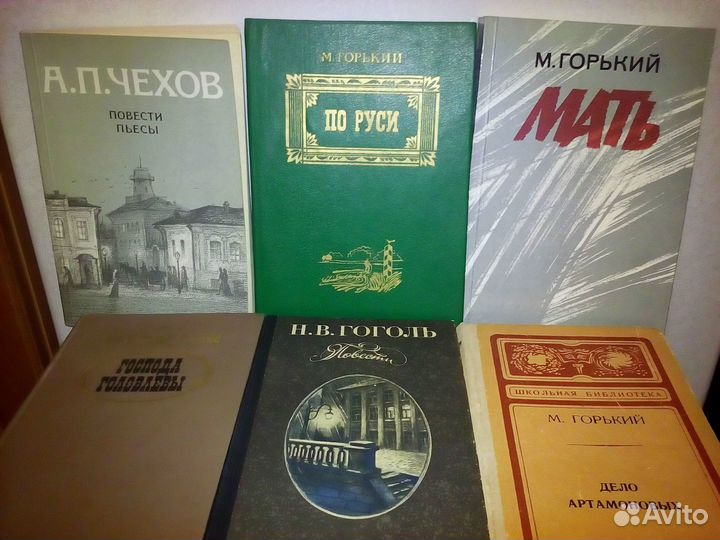 А.П.ЧЕХОВ
ПОВЕСТИ
ПЬЕСЫ
М. ГОРЬКИЙ
ПО РУСИ
М. ГОРЬКИЙ
МАТЬ
ГОСПОДА
ГОЛОВЛЕВЫ
Н.В.ГОГОЛЬ
Повести
ШКОЛЬНАЯ БИБЛИОТЕКА
М. ГОРЬКИЙ
ДЕЛО
АРТАМОНОВЫХ
Avito